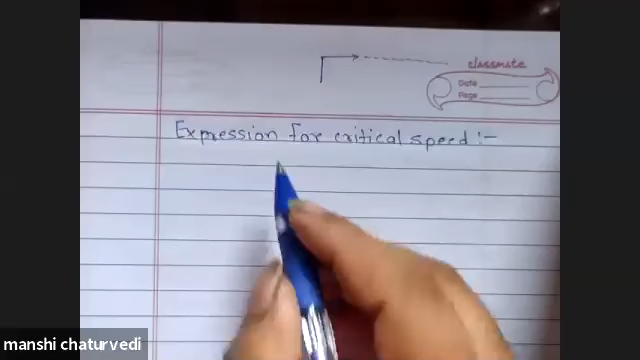 classmate
Date
Page
Expression for critical speed :-
manshi chaturvedi